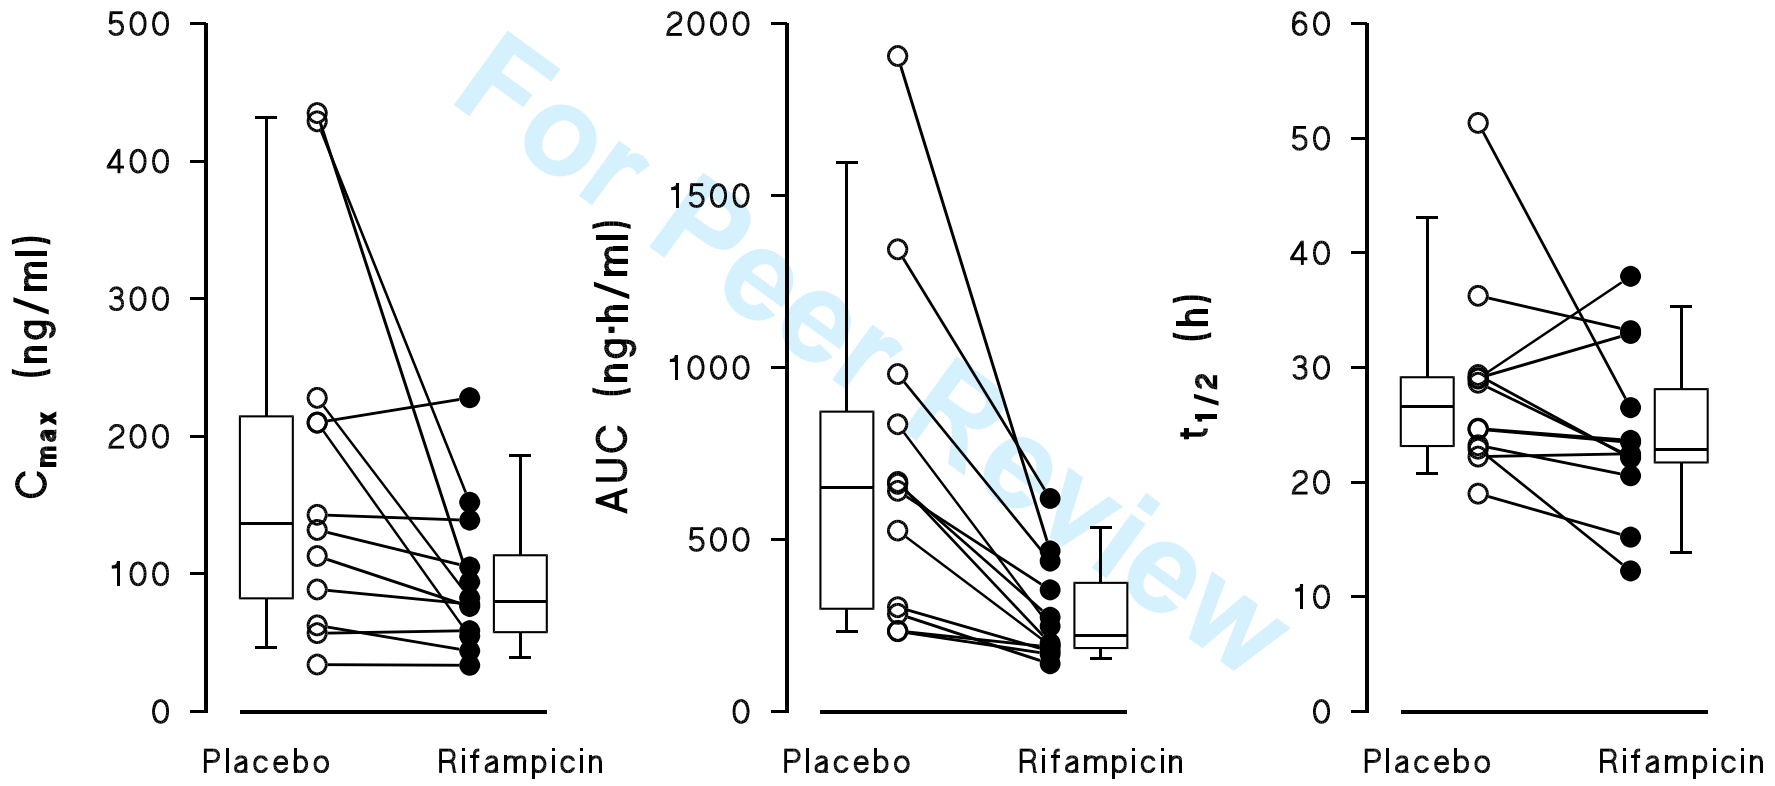 500
400
300
200
100
0
Cmax (ng/ml)
Placebo
Rifampicin
2000
1500
1000
500
0
AUC (ng·h/ml)
Placebo
Rifampicin
60
50
40
30
20
10
0
t1/2 (h)
Placebo
Rifampicin
For Peer Review